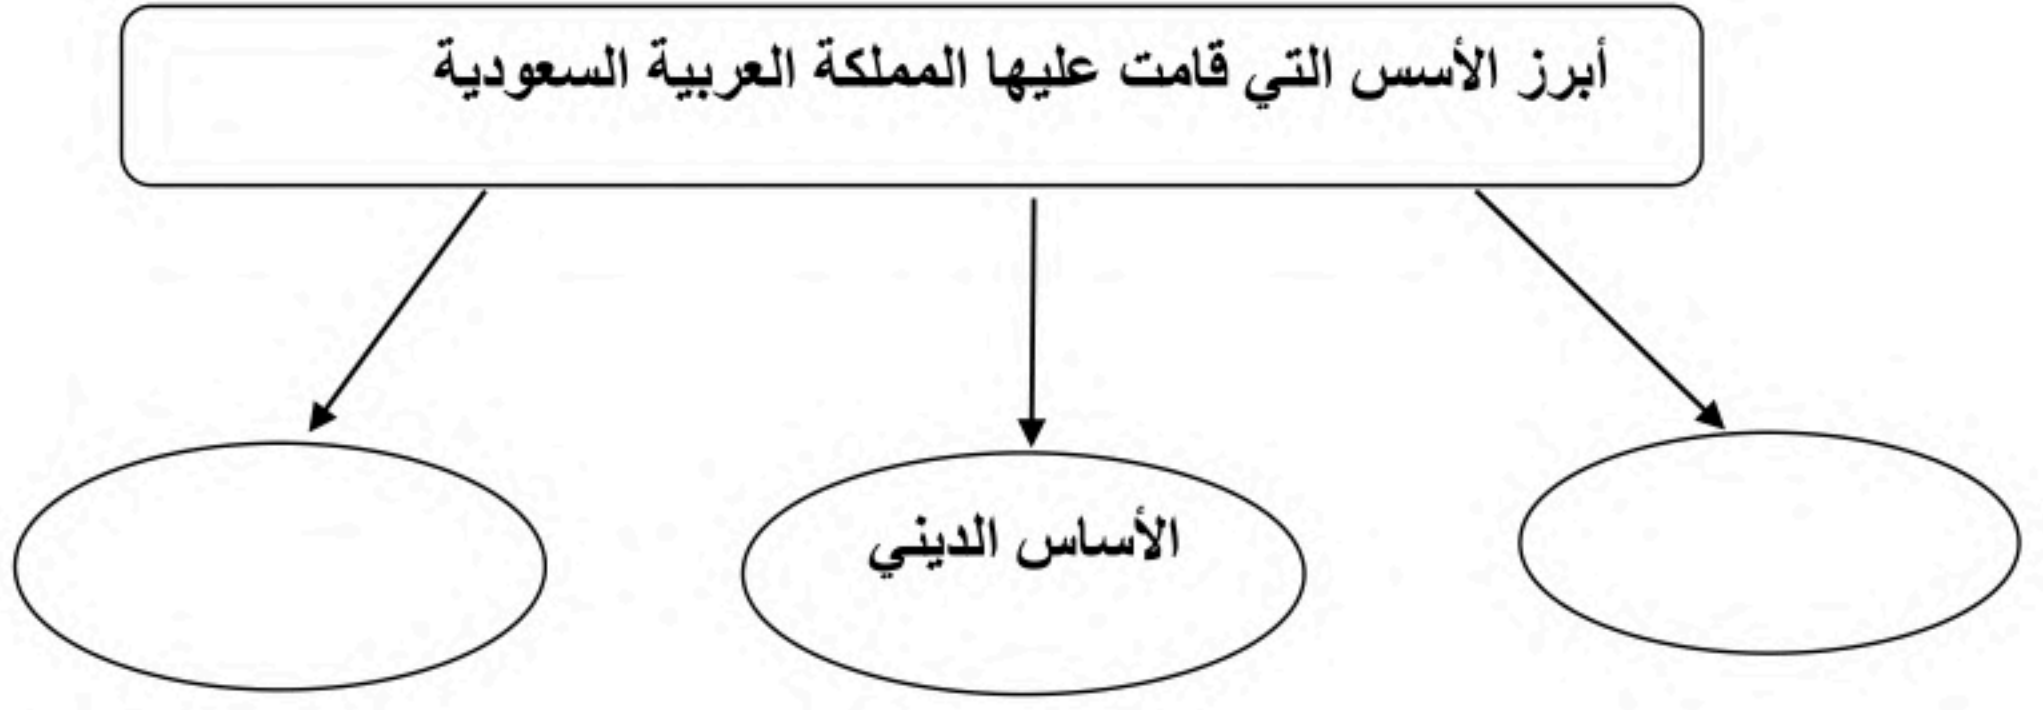 أبرز الأسس التي قامت عليها المملكة العربية السعودية
الأساس الديني